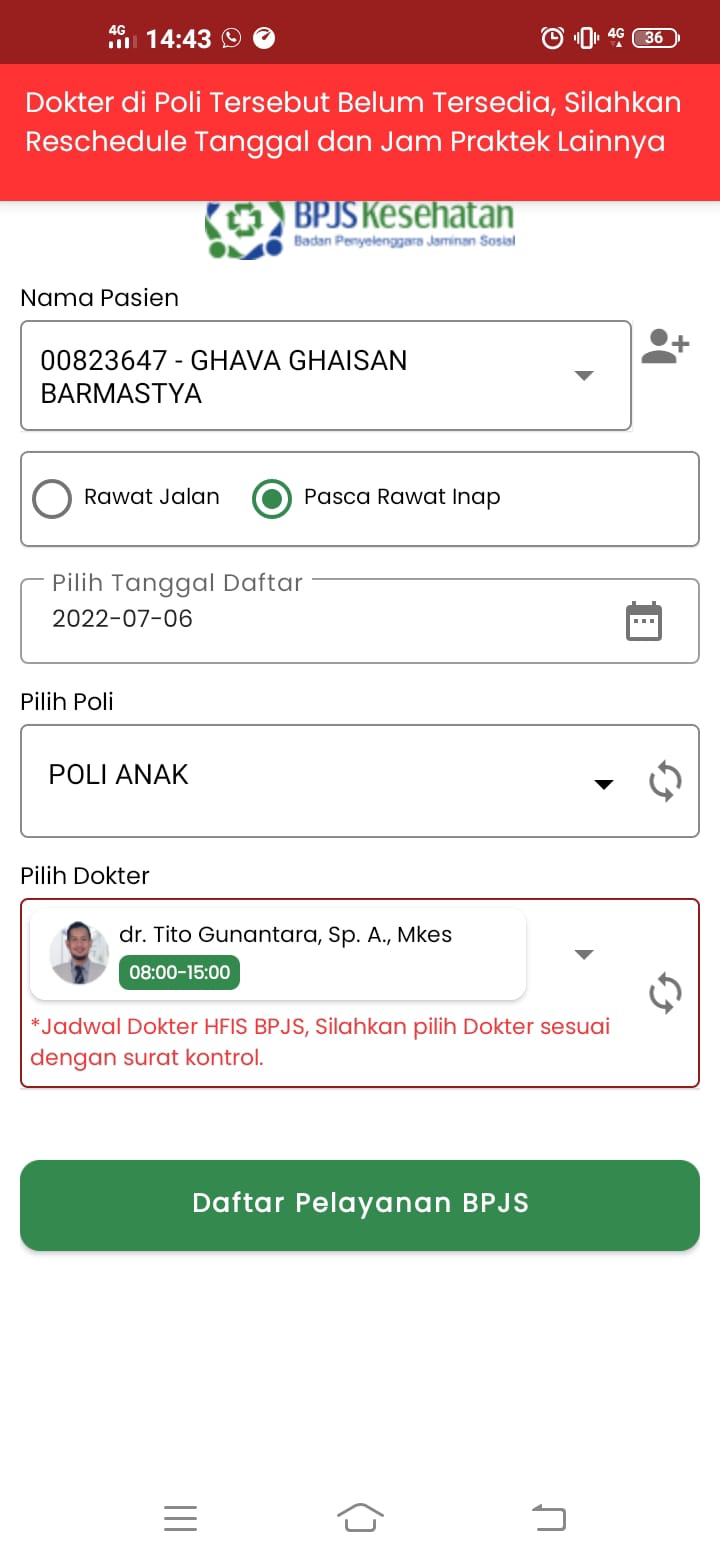 4G 14:43 4G 36
Dokter di Poli Tersebut Belum Tersedia, Silahkan
Reschedule Tanggal dan Jam Praktek Lainnya
BPJS Kesehatan
Badan Penyelenggara Jaminan Sosial
Nama Pasien
00823647 - GHAVA GHAISAN
BARMASTYA
Rawat Jalan Pasca Rawat Inap
Pilih Tanggal Daftar
2022-07-06
Pilih Poli
POLI ANAK
Pilih Dokter
dr. Tito Gunantara, Sp. A., Mkes
08:00-15:00
*Jadwal Dokter HFIS BPJS, Silahkan pilih Dokter sesuai
dengan surat kontrol.
Daftar Pelayanan BPJS